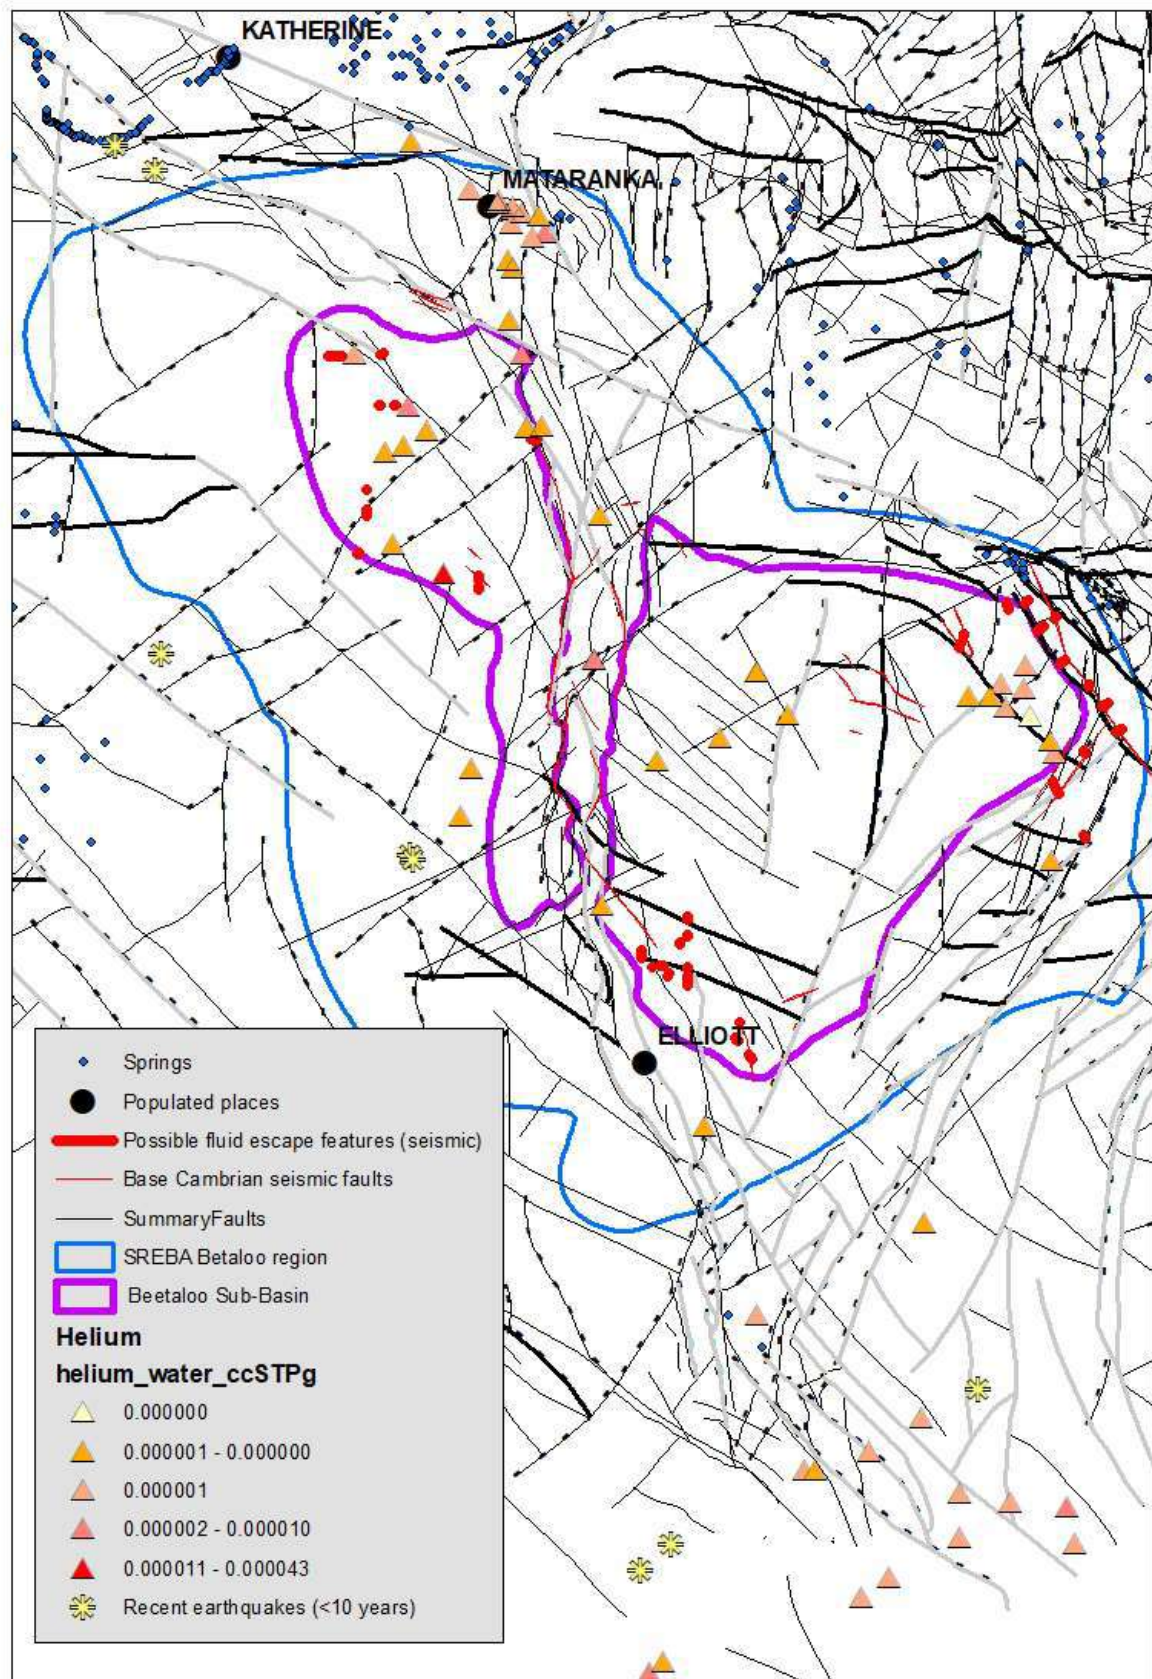 KATHERINE
MATARANKA
ELLIOTT
Springs
Populated places
Possible fluid escape features (seismic)
Base Cambrian seismic faults
SummaryFaults
SREBA Betaloo region
Beetaloo Sub-Basin
Helium
helium_water_ccSTPg
0.000000
0.000001 - 0.000000
0.000001
0.000002 - 0.000010
0.000011 - 0.000043
Recent earthquakes (<10 years)